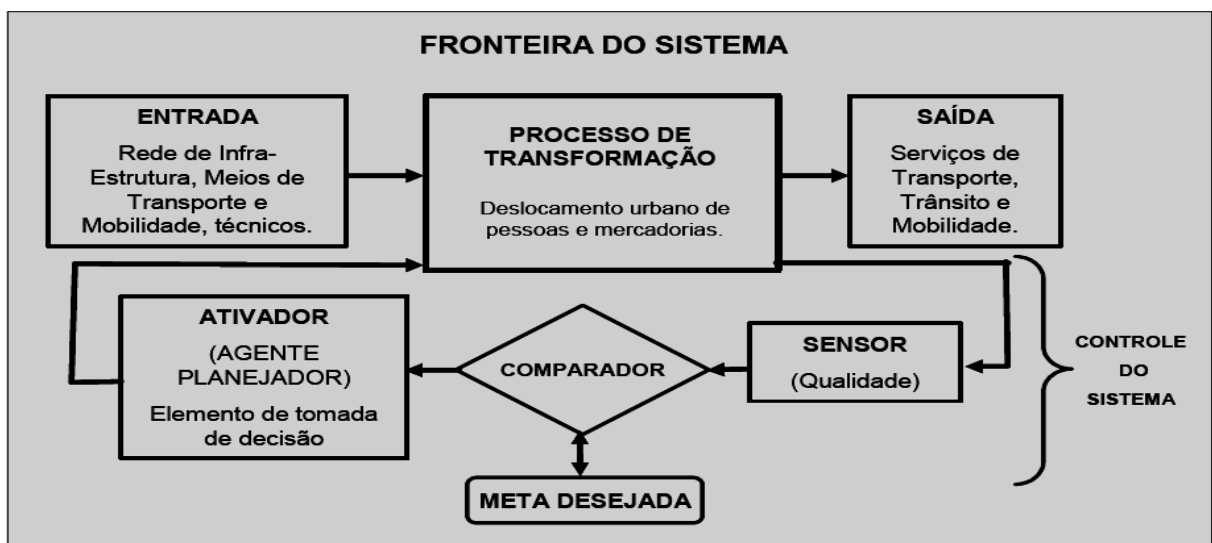 FRONTEIRA DO SISTEMA
ENTRADA
Rede de Infra-
Estrutura, Meios de
Transporte e
Mobilidade, técnicos.
PROCESSO DE
TRANSFORMAÇÃO
Deslocamento urbano de
pessoas e mercadorias.
SAÍDA
Serviços de
Transporte,
Trânsito e
Mobilidade.
ATIVADOR
(AGENTE
PLANEJADOR)
Elemento de tomada
de decisão
COMPARADOR
SENSOR
(Qualidade)
CONTROLE
DO
SISTEMA
META DESEJADA